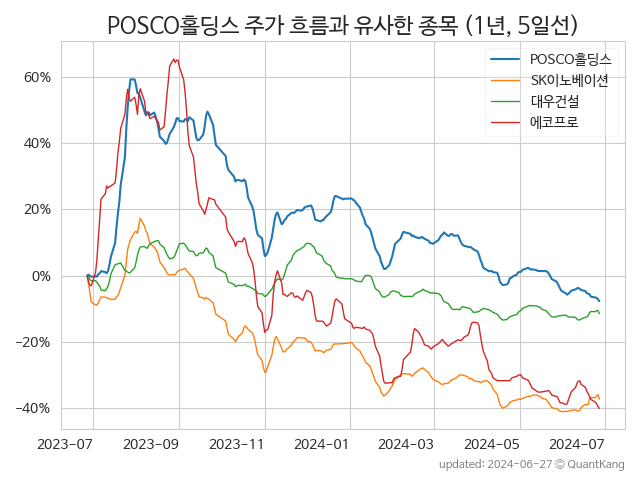 POSCO홀딩스 주가 흐름과 유사한 종목 (1년, 5일선)
POSCO홀딩스
SK이노베이션
대우건설
에코프로
60%
40%
20%
0%
−20%
−40%
2023-07 2023-09 2023-11 2024-01 2024-03 2024-05 2024-07
updated: 2024-06-27 © QuantKang